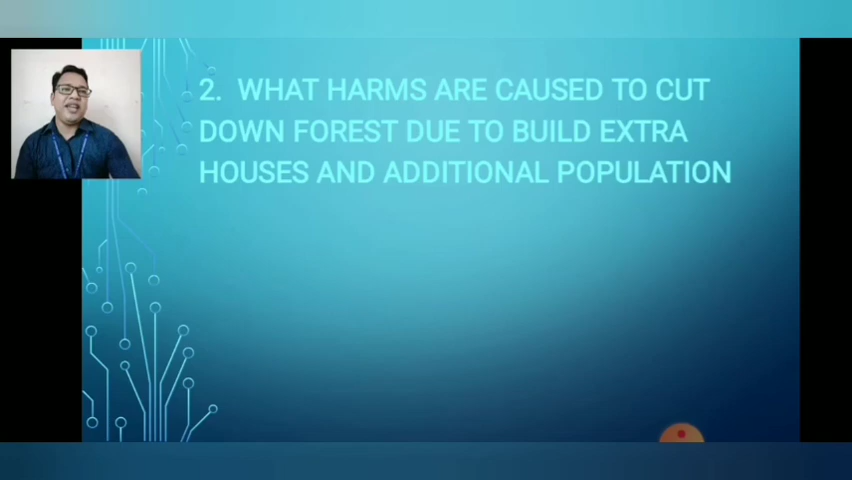 2. WHAT HARMS ARE CAUSED TO CUT
DOWN FOREST DUE TO BUILD EXTRA
HOUSES AND ADDITIONAL POPULATION